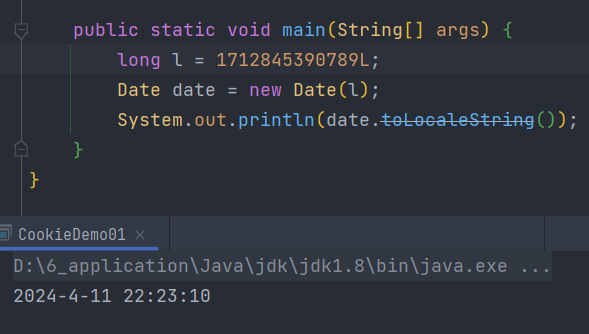 public static void main(String[] args) {
long l = 1712845390789L;
Date date = new Date(l);
System.out.println(date.toLocaleString());
}
}
CookieDemo01 ×
D:\6_application\Java\jdk\jdk1.8\bin\java.exe ...
2024-4-11 22:23:10